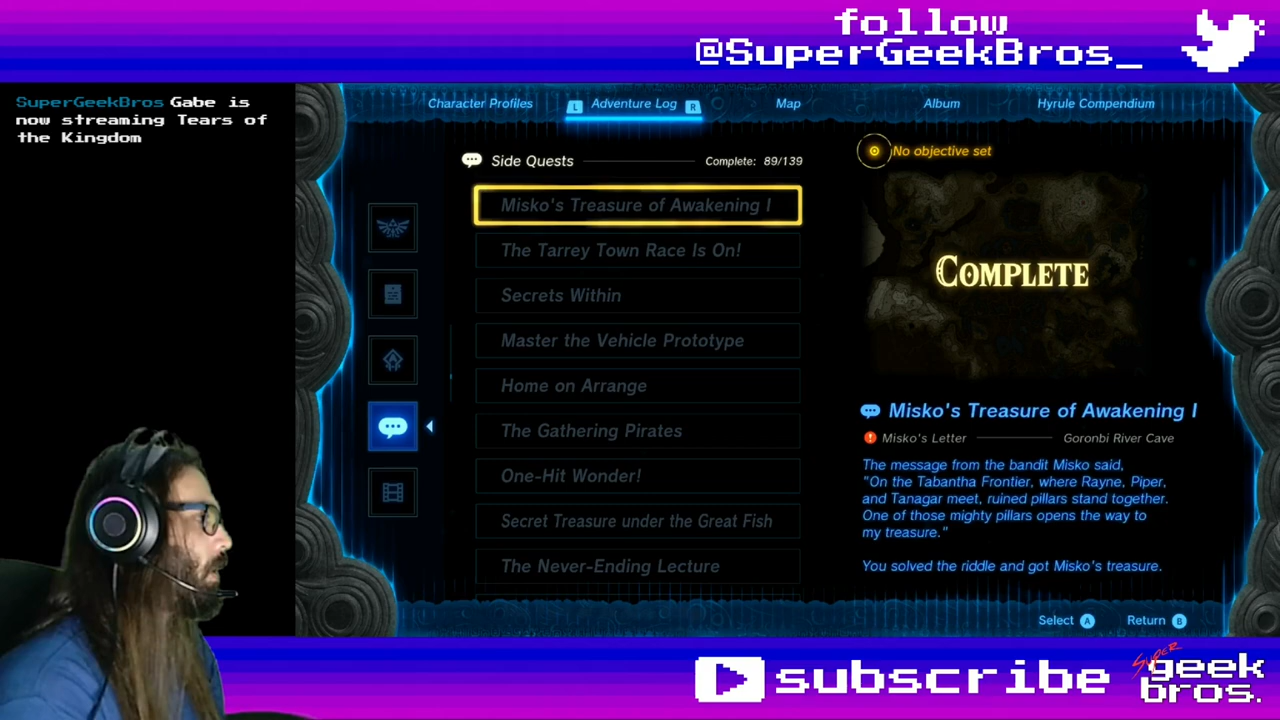 follow
@SuperGeekBros_
SuperGeekBros Gabe is
now streaming Tears of
the Kingdom
Character Profiles
L Adventure Log R
Map
Album
Hyrule Compendium
Side Quests
Complete: 89/139
Misko's Treasure of Awakening I
The Tarrey Town Race Is On!
Secrets Within
Master the Vehicle Prototype
Home on Arrange
The Gathering Pirates
One-Hit Wonder!
Secret Treasure under the Great Fish
The Never-Ending Lecture
No objective set
COMPLETE
Misko's Treasure of Awakening I
Misko's Letter
Goronbi River Cave
The message from the bandit Misko said,
"On the Tabantha Frontier, where Rayne, Piper,
and Tanagar meet, ruined pillars stand together.
One of those mighty pillars opens the way to
my treasure."
You solved the riddle and got Misko's treasure.
Select A
Return B
subscribe
SUPER
geek
bros.